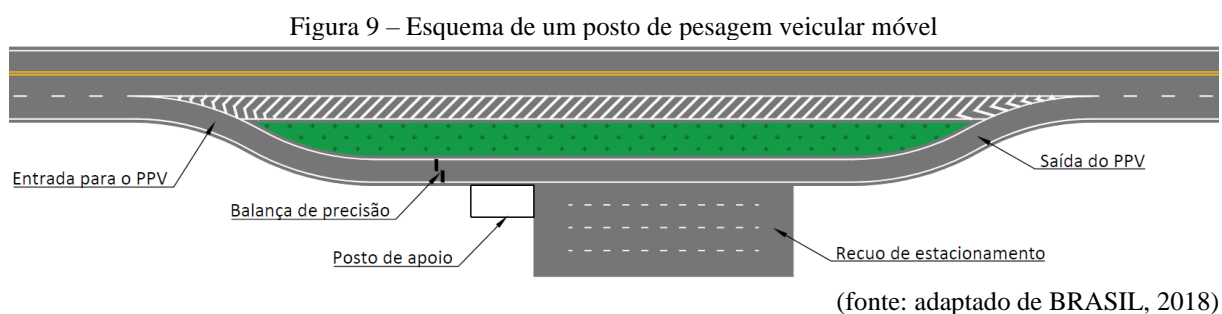 Figura 9 – Esquema de um posto de pesagem veicular móvel
Entrada para o PPV
Saída do PPV
Balança de precisão
Posto de apoio
Recuo de estacionamento
(fonte: adaptado de BRASIL, 2018)